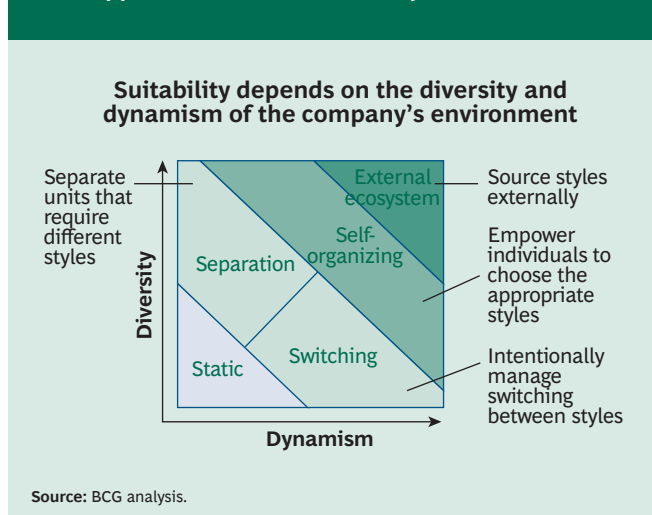 Suitability depends on the diversity and
dynamism of the company's environment
Separate
units that
require
different
styles
External
ecosystem
Source styles
externally
Self-
organizing
Empower
individuals to
choose the
appropriate
styles
Separation
Diversity
Static
Switching
Intentionally
manage
switching
between styles
Dynamism
Source: BCG analysis.